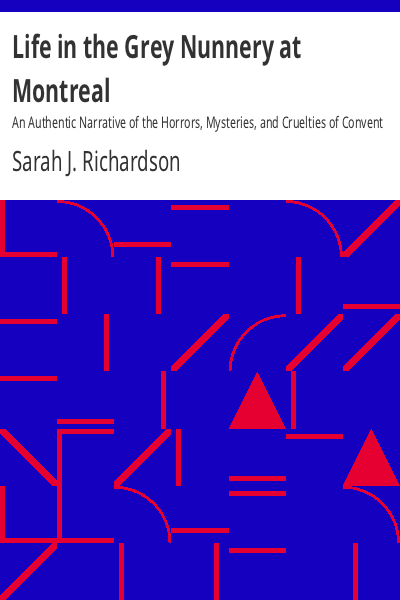 Life in the Grey Nunnery at
Montreal
An Authentic Narrative of the Horrors, Mysteries, and Cruelties of Convent
Sarah J. Richardson